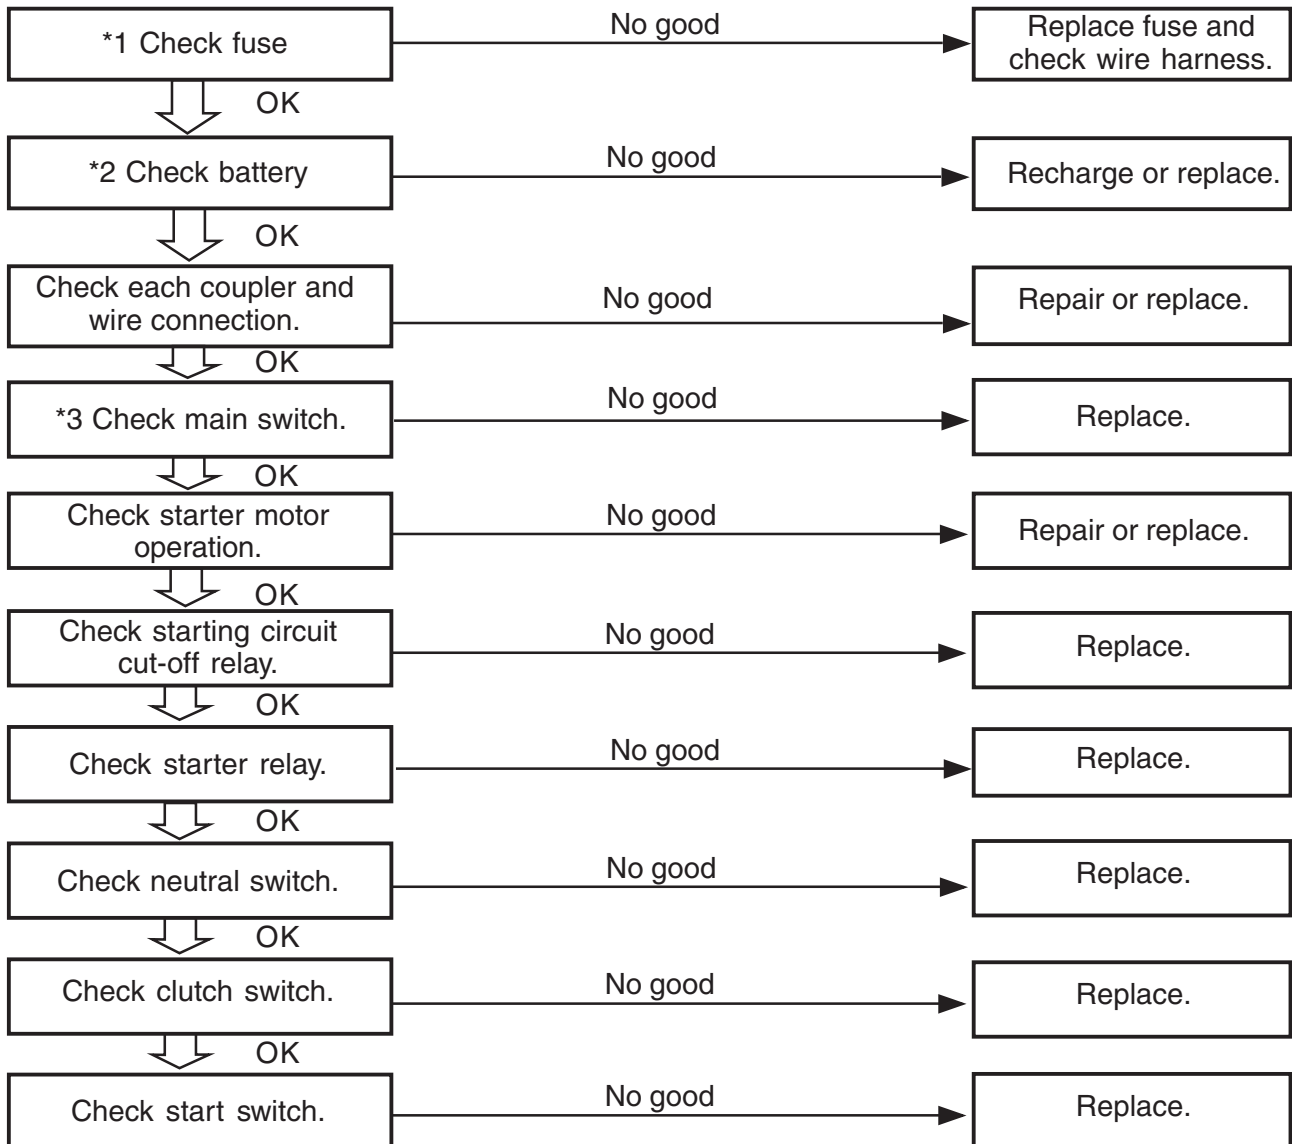 *1 Check fuse
No good
Replace fuse and
check wire harness.
OK
*2 Check battery
No good
Recharge or replace.
OK
Check each coupler and
wire connection.
No good
Repair or replace.
OK
*3 Check main switch.
No good
Replace.
OK
Check starter motor
operation.
No good
Repair or replace.
OK
Check starting circuit
cut-off relay.
No good
Replace.
OK
Check starter relay.
No good
Replace.
OK
Check neutral switch.
No good
Replace.
OK
Check clutch switch.
No good
Replace.
OK
Check start switch.
No good
Replace.